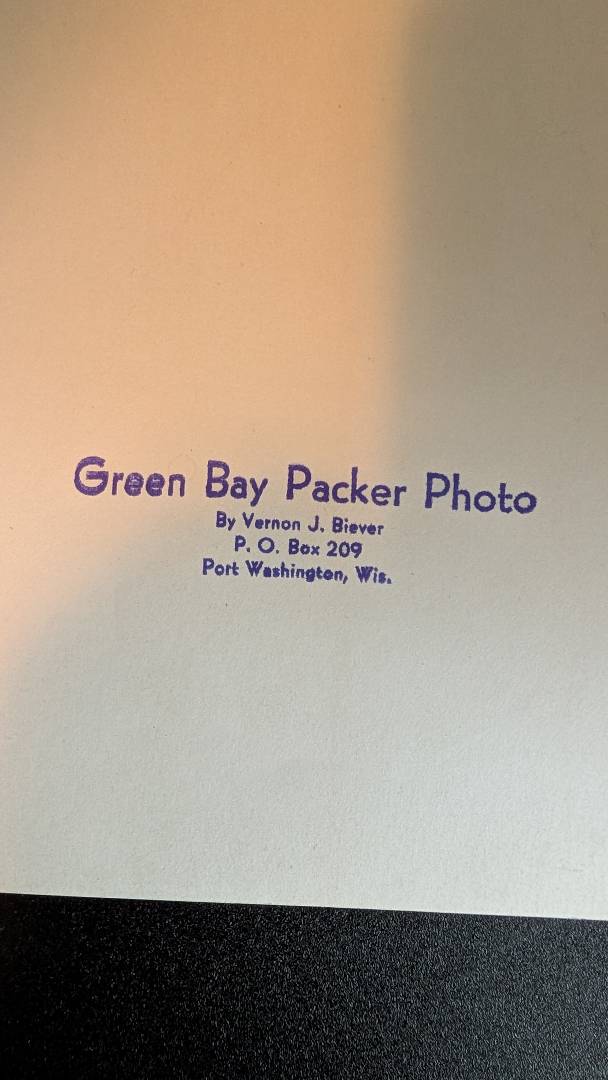 Green Bay Packer Photo
By Vernon J. Biever
P. O. Box 209
Port Washington, Wis.